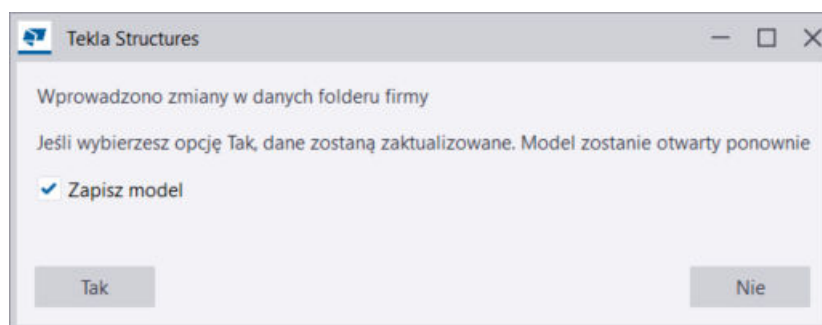 Tekla Structures
Wprowadzono zmiany w danych folderu firmy
Jeśli wybierzesz opcję Tak, dane zostaną zaktualizowane. Model zostanie otwarty ponownie
Zapisz model
Tak
Nie